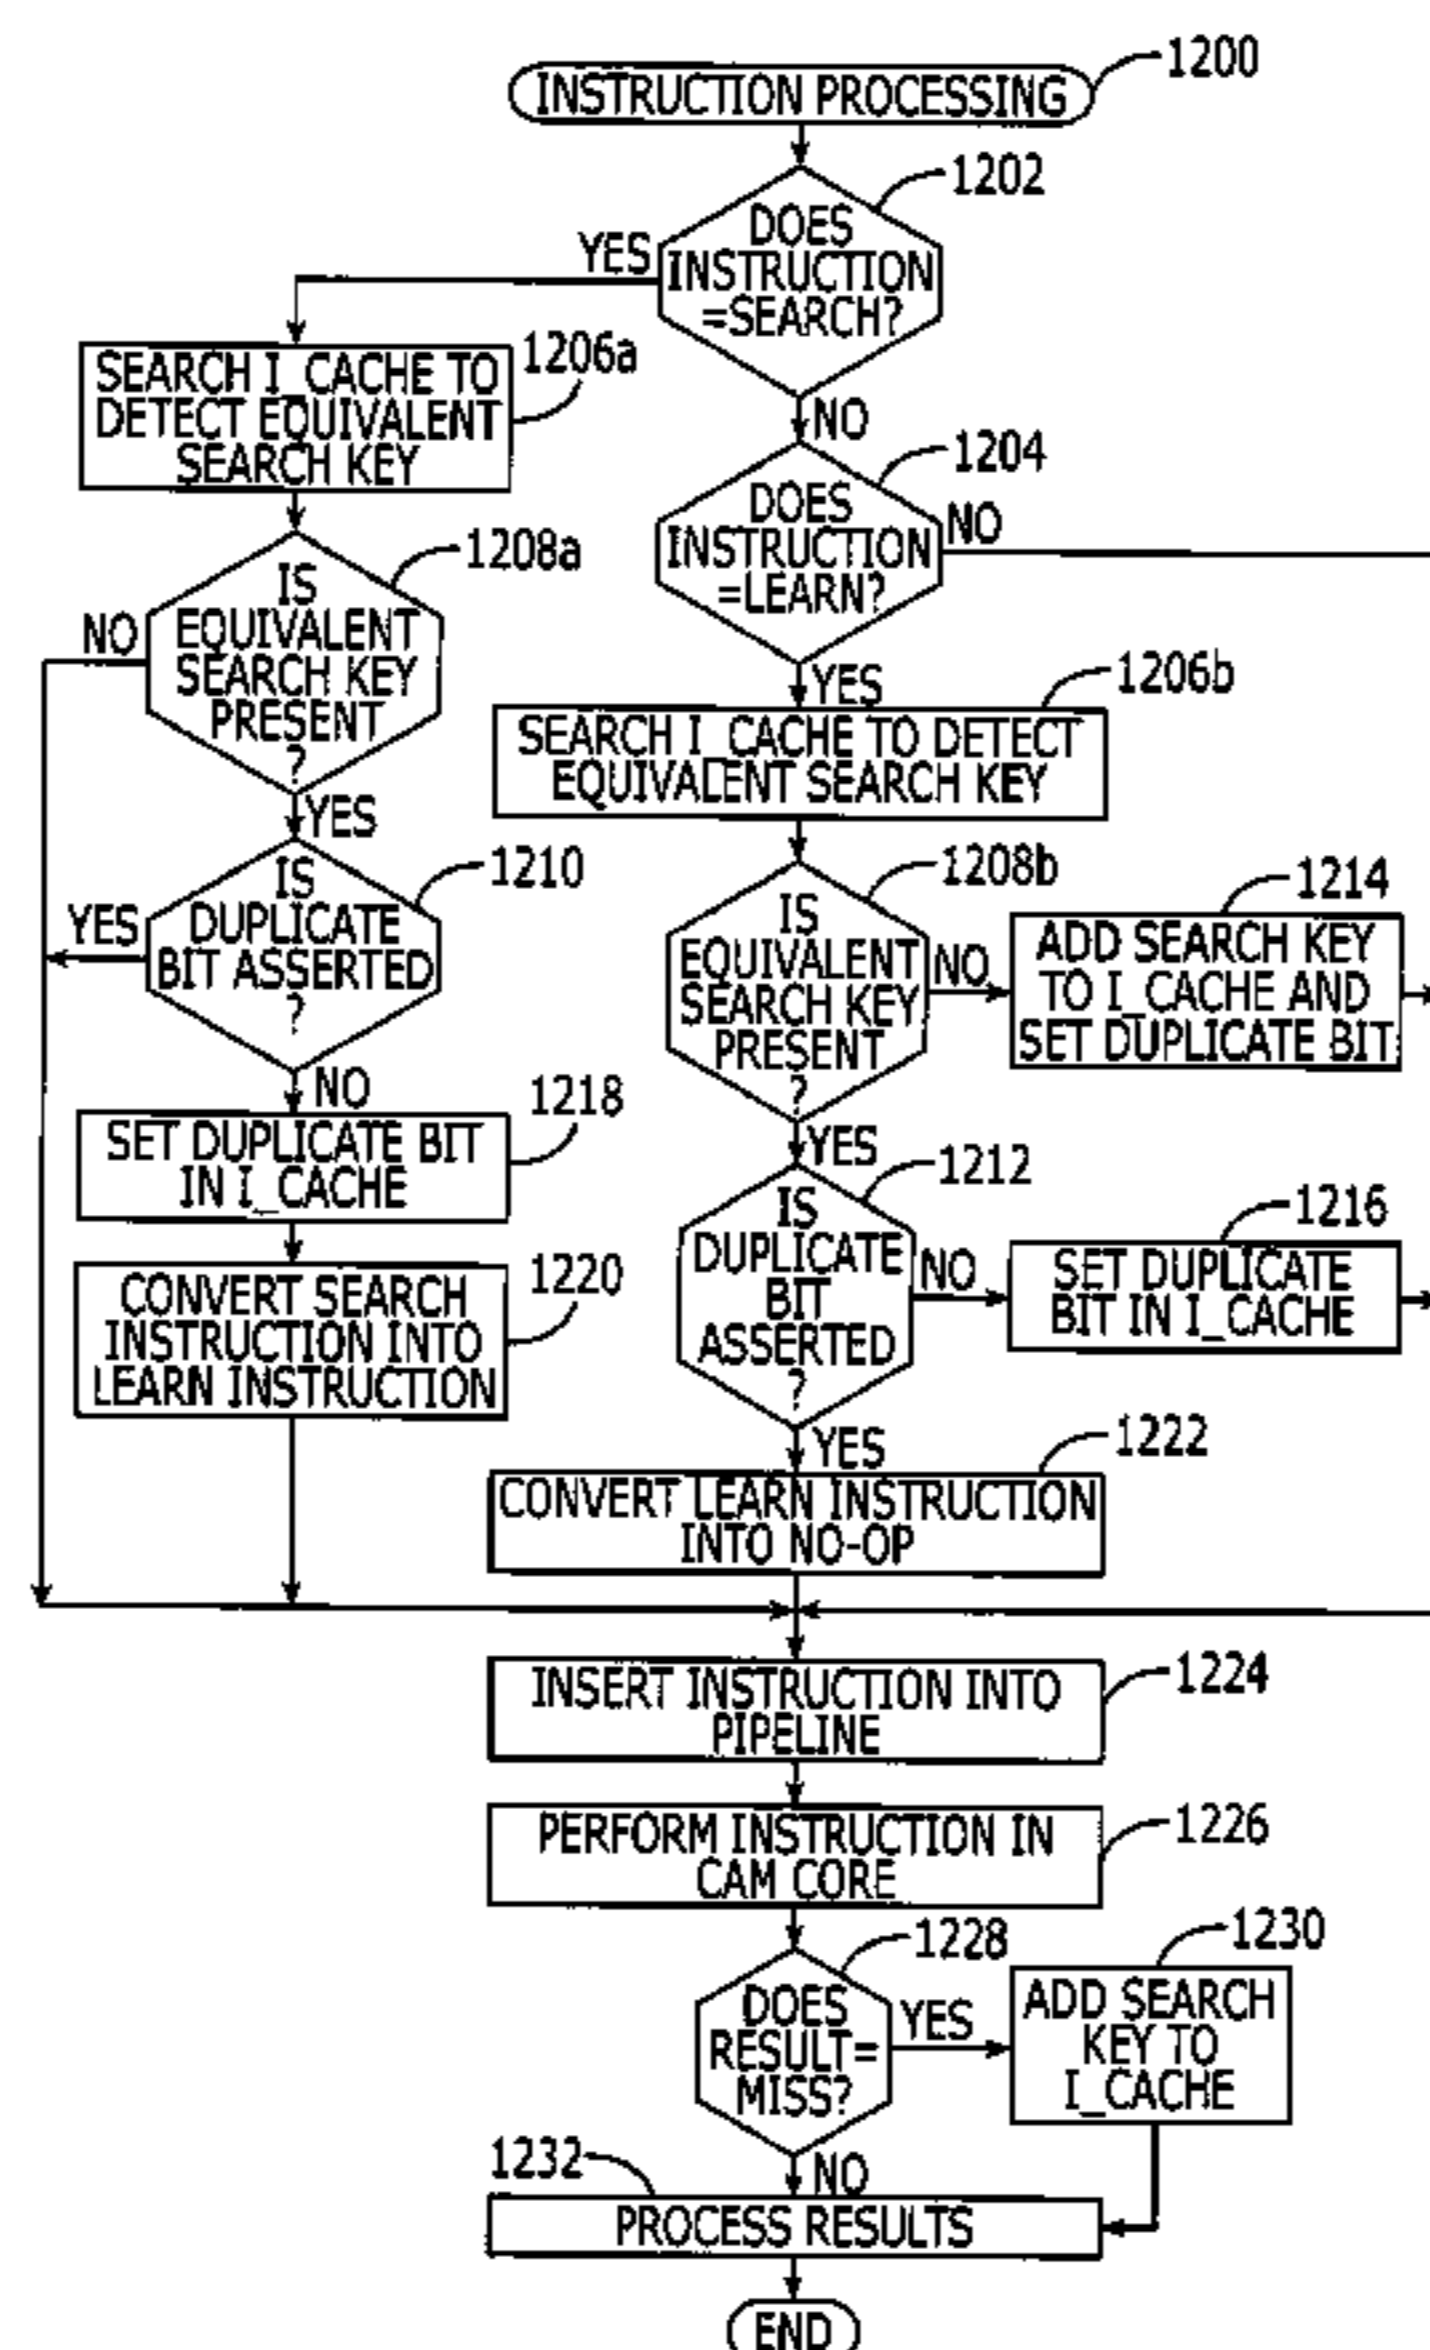 1200
INSTRUCTION PROCESSING
1202
DOES
INSTRUCTION
=SEARCH?
YES
NO
1206a
SEARCH I_CACHE TO
DETECT EQUIVALENT
SEARCH KEY
1204
DOES
INSTRUCTION
=LEARN?
NO
YES
1208a
IS
EQUIVALENT
SEARCH KEY
PRESENT
?
NO
YES
1206b
SEARCH I_CACHE TO DETECT
EQUIVALENT SEARCH KEY
1210
IS
DUPLICATE
BIT ASSERTED
?
YES
NO
1208b
IS
EQUIVALENT
SEARCH KEY
PRESENT
?
NO
YES
1214
ADD SEARCH KEY
TO I_CACHE AND
SET DUPLICATE BIT
1218
SET DUPLICATE BIT
IN I_CACHE
1212
IS
DUPLICATE
BIT
ASSERTED
?
NO
YES
1216
SET DUPLICATE
BIT IN I_CACHE
1220
CONVERT SEARCH
INSTRUCTION INTO
LEARN INSTRUCTION
1222
CONVERT LEARN INSTRUCTION
INTO NO-OP
1224
INSERT INSTRUCTION INTO
PIPELINE
1226
PERFORM INSTRUCTION IN
CAM CORE
1228
DOES
RESULT=
MISS?
YES
NO
1230
ADD SEARCH
KEY TO
I_CACHE
1232
PROCESS RESULTS
END